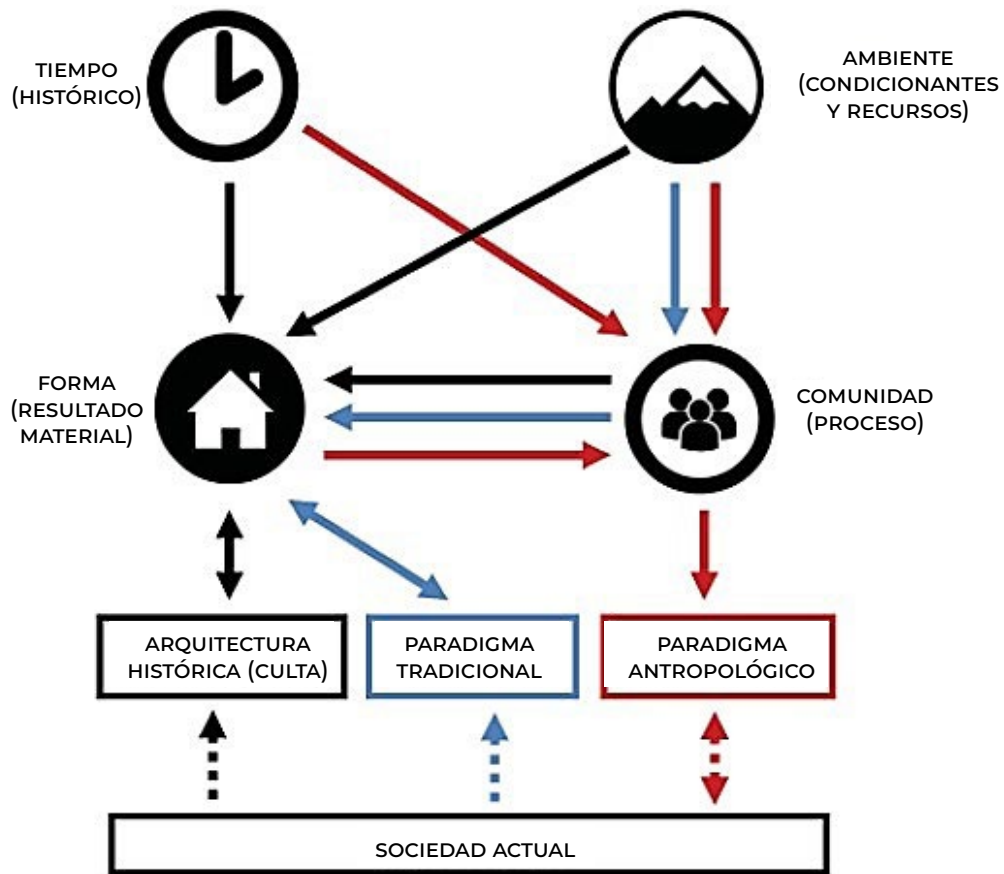 TIEMPO
(HISTÓRICO)
AMBIENTE
(CONDICIONANTES
Y RECURSOS)
FORMA
(RESULTADO
MATERIAL)
COMUNIDAD
(PROCESO)
ARQUITECTURA
HISTÓRICA (CULTA)
PARADIGMA
TRADICIONAL
PARADIGMA
ANTROPOLÓGICO
SOCIEDAD ACTUAL